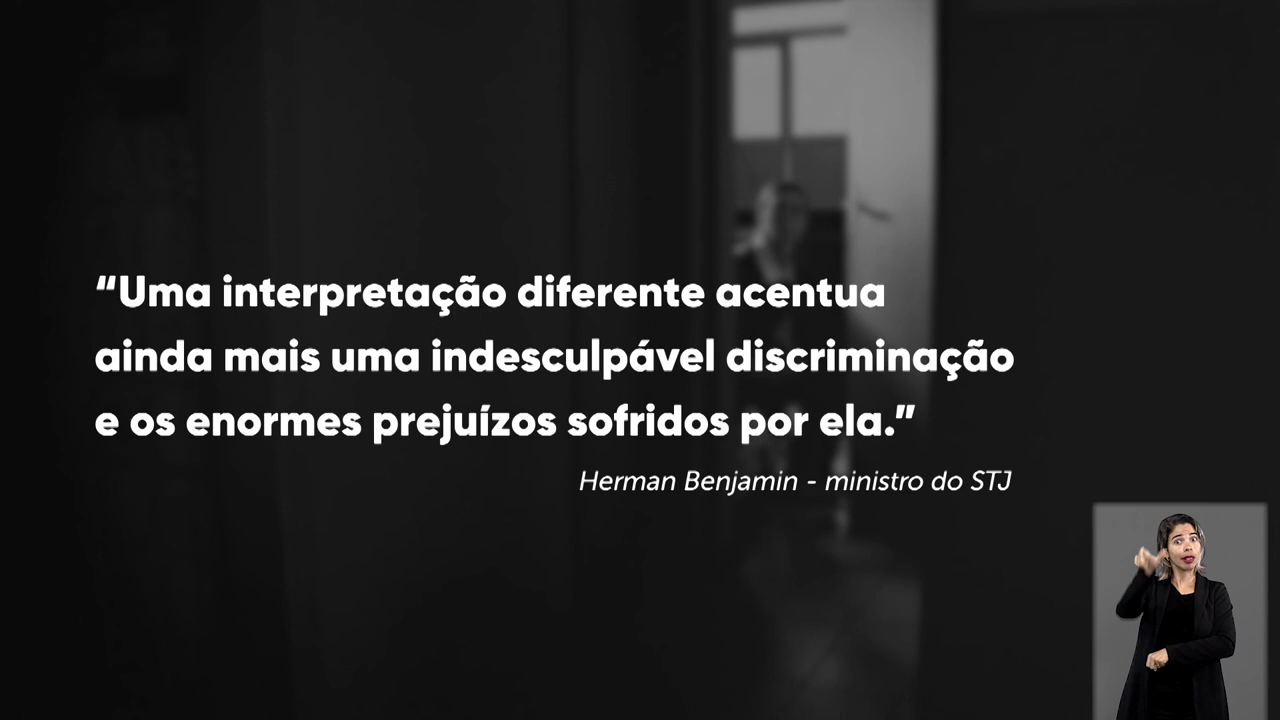 “Uma interpretação diferente acentua
ainda mais uma indesculpável discriminação
e os enormes prejuízos sofridos por ela.”
Herman Benjamin - ministro do STJ